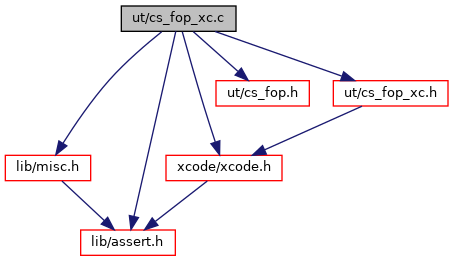 ut/cs_fop_xc.c
ut/cs_fop.h
ut/cs_fop_xc.h
lib/misc.h
xcode/xcode.h
lib/assert.h